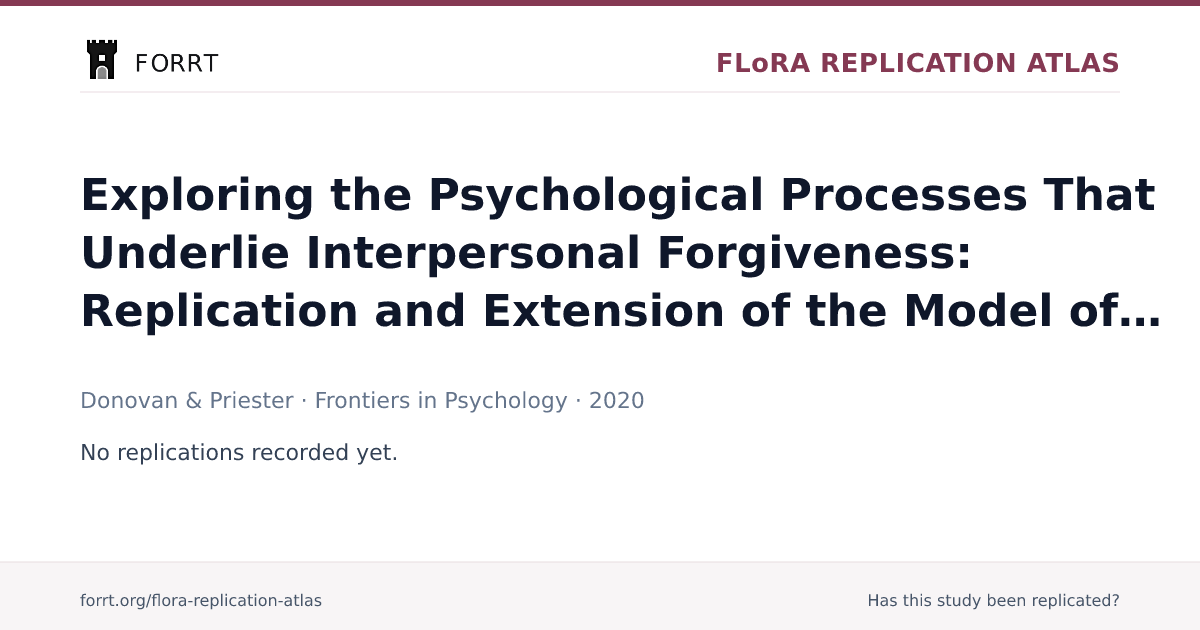 FORRT
FLoRA REPLICATION ATLAS
Exploring the Psychological Processes That
Underlie Interpersonal Forgiveness:
Replication and Extension of the Model of…
Donovan & Priester · Frontiers in Psychology · 2020
No replications recorded yet.
forrt.org/flora-replication-atlas
Has this study been replicated?